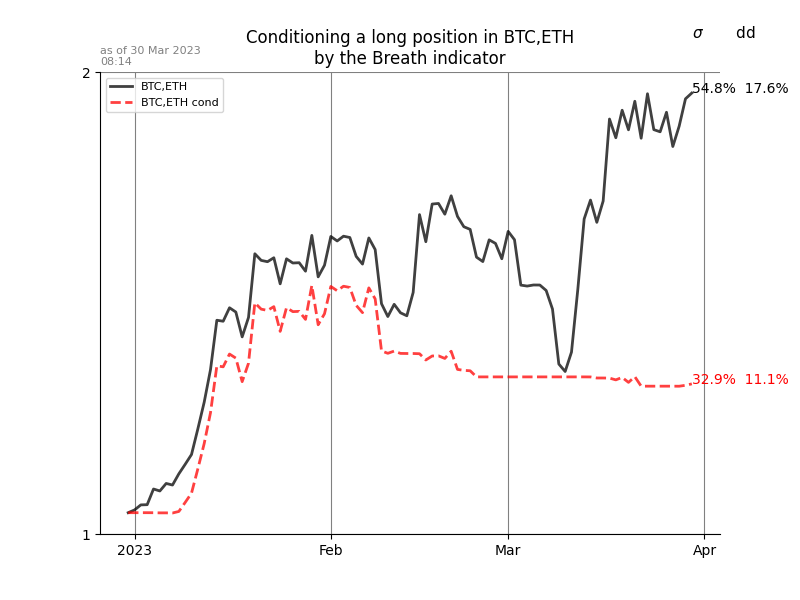 Conditioning a long position in BTC,ETH
by the Breath indicator
σ dd
as of 30 Mar 2023
08:14
2
BTC,ETH
BTC,ETH cond
54.8% 17.6%
32.9% 11.1%
1
2023 Feb Mar Apr